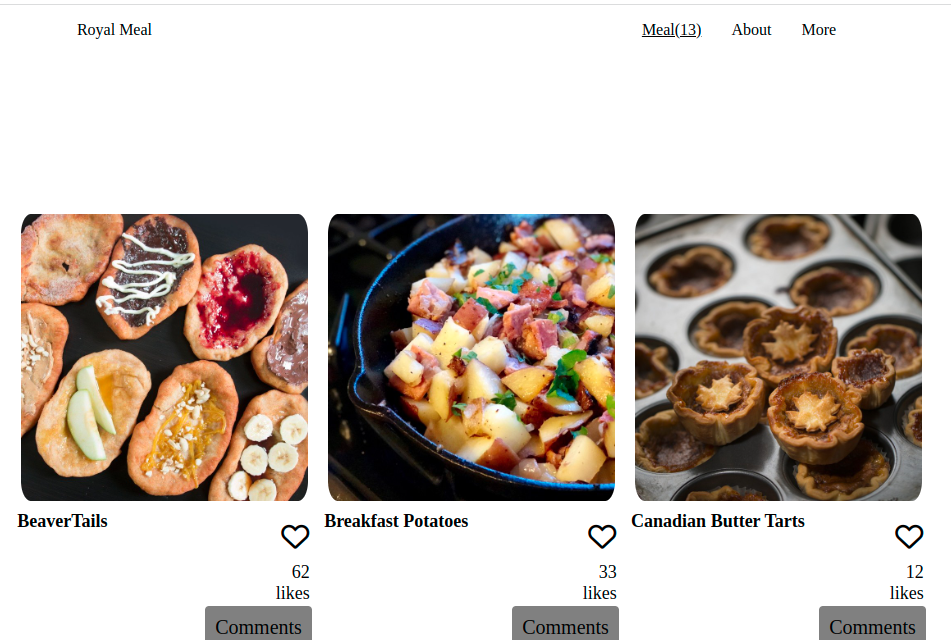 Royal Meal
Meal(13) About More
BeaverTails
62
likes
Comments
Breakfast Potatoes
33
likes
Comments
Canadian Butter Tarts
12
likes
Comments